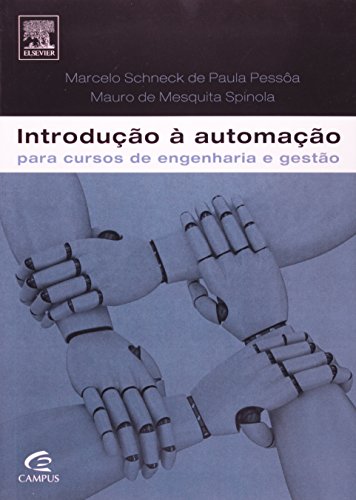 ELSEVIER
Marcelo Schneck de Paula Pessôa
Mauro de Mesquita Spinola
Introdução à automação
para cursos de engenharia e gestão
CAMPUS